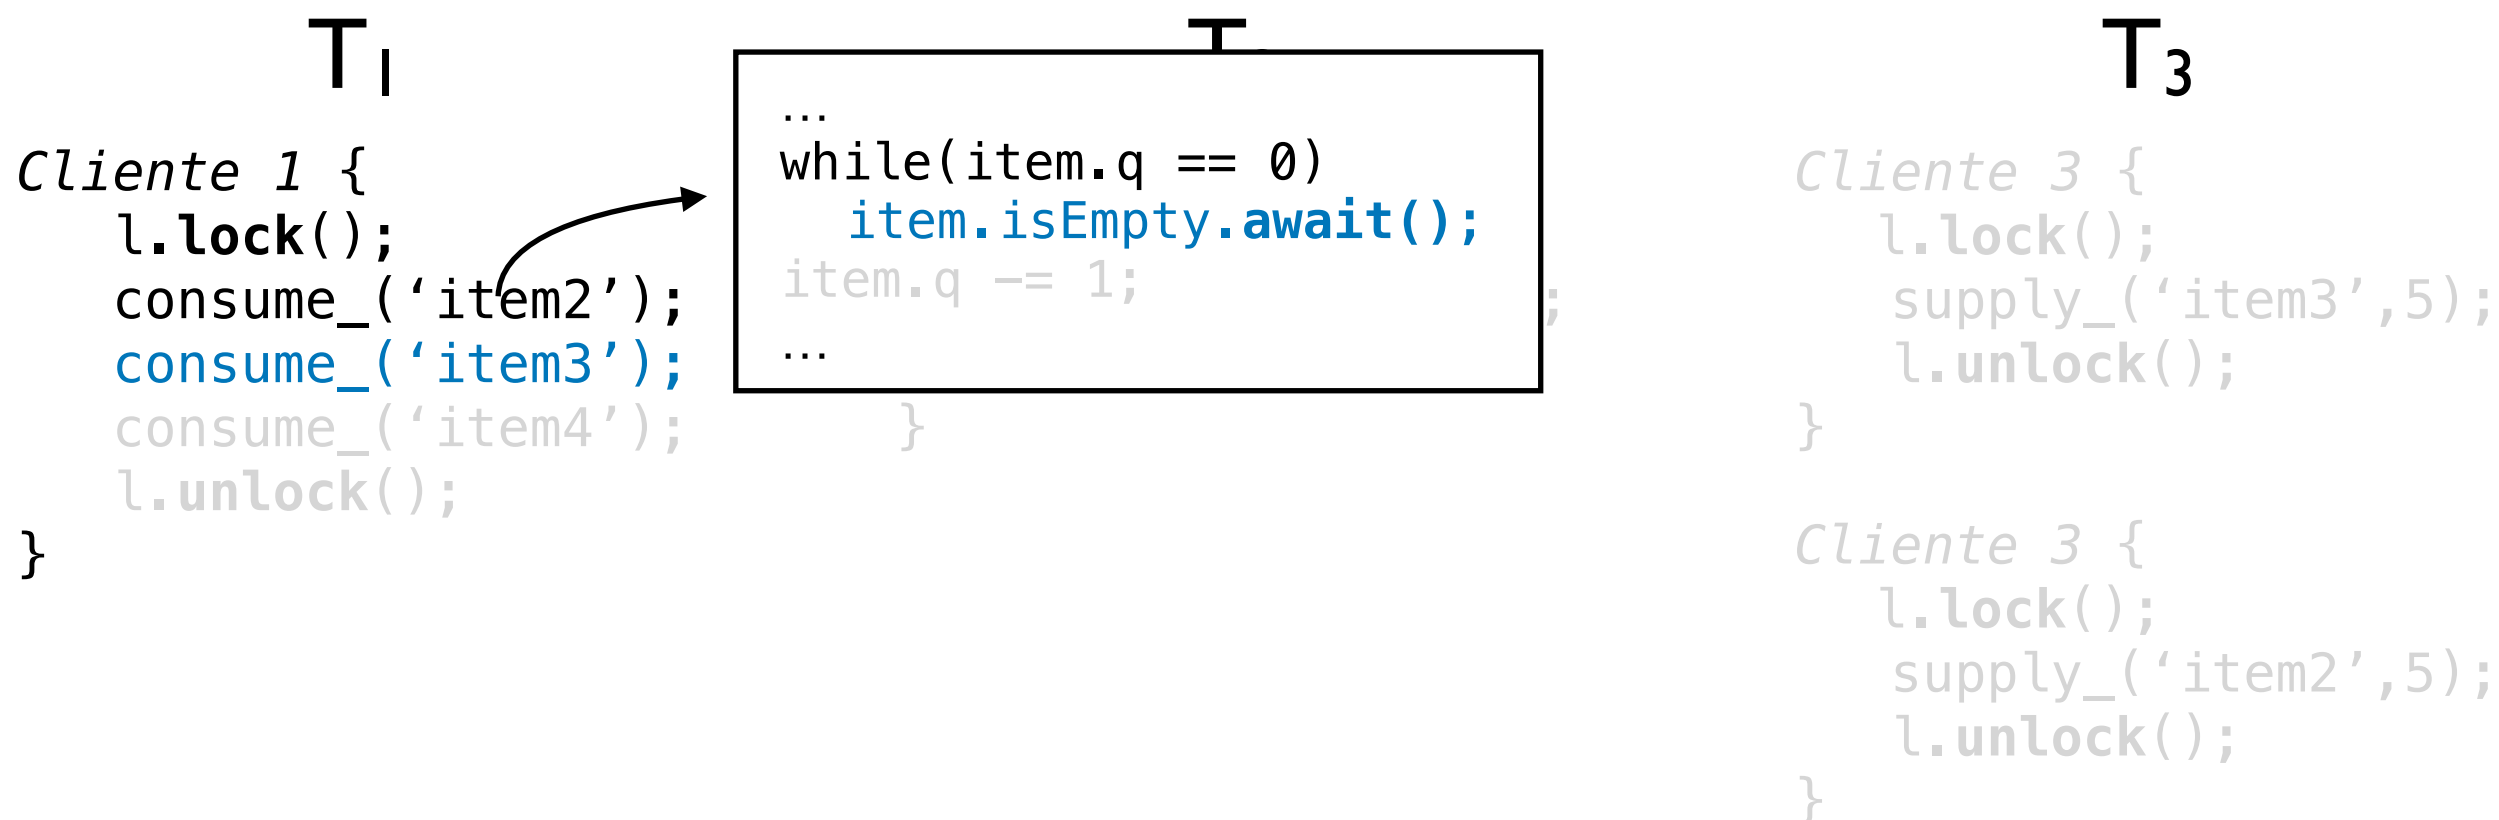 T1
Cliente 1 {
l.lock();
consume_(‘item2’);
consume_(‘item3’);
consume_(‘item4’);
l.unlock();
}
T
…
while(item.q == 0)
item.isEmpty.await();
item.q –= 1;
…
;
}
T3
Cliente 3 {
l.lock();
supply_(‘item3’,5);
l.unlock();
}
Cliente 3 {
l.lock();
supply_(‘item2’,5);
l.unlock();
}